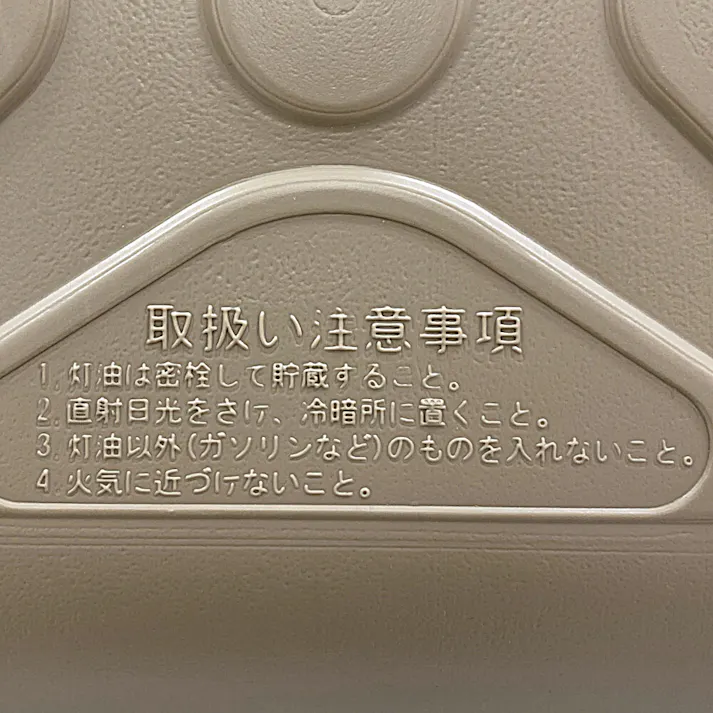 取扱い注意事項
1. 灯油は密栓して貯蔵すること。
2. 直射日光をさけ、冷暗所に置くこと。
3. 灯油以外(ガソリンなど)のものを入れないこと。
4. 火気に近づけないこと。